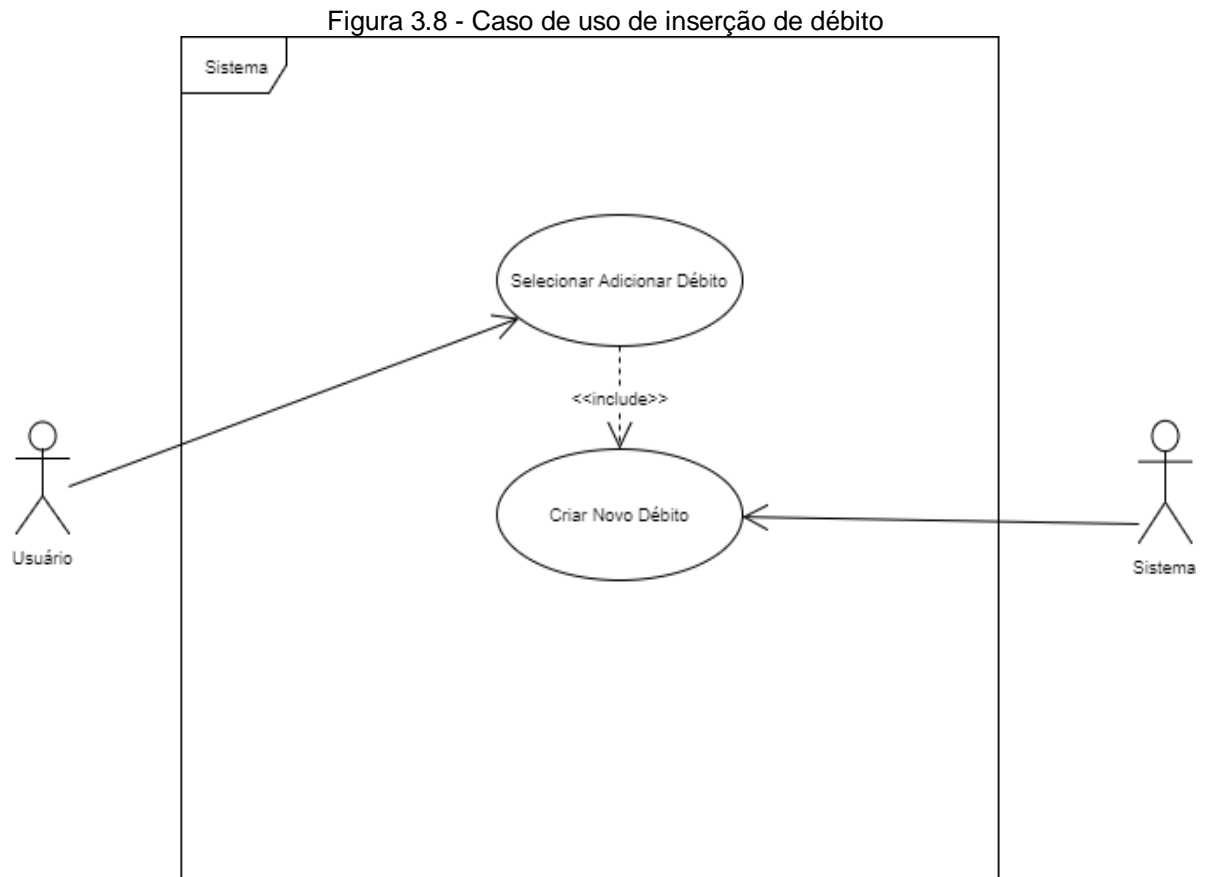 Figura 3.8 - Caso de uso de inserção de débito
Sistema
Selecionar Adicionar Débito
<<include>>
Criar Novo Débito
Usuário
Sistema